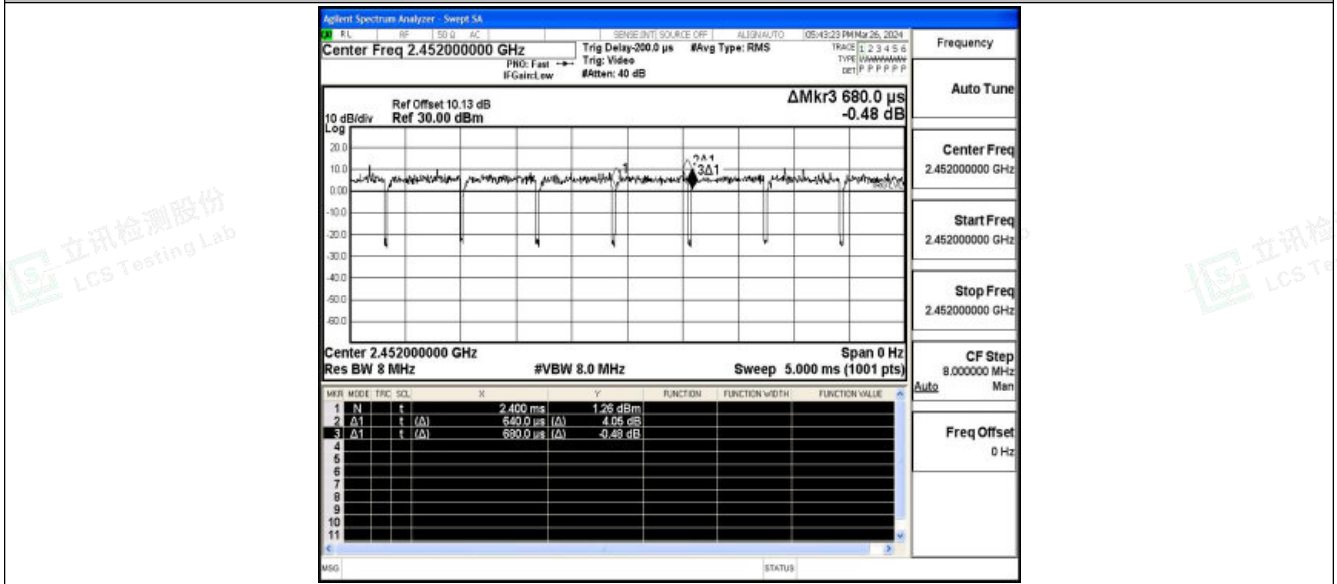 Agilent Spectrum Analyzer - Swept SA
RL RF 50 Ω AC SENSE:INT SOURCE OFF ALIGNAUTO 05:43:23 PM Mar 26, 2024
Center Freq 2.452000000 GHz
PNO: Fast
IFGain:Low
Trig Delay-200.0 µs
Trig: Video
#Atten: 40 dB
#Avg Type: RMS
TRACE 1 2 3 4 5 6
TYPE
DET P P P P P P
Frequency
Auto Tune
Center Freq
2.452000000 GHz
Start Freq
2.452000000 GHz
Stop Freq
2.452000000 GHz
CF Step
8.000000 MHz
Auto Man
Freq Offset
0 Hz
ΔMkr3 680.0 µs
-0.48 dB
Ref Offset 10.13 dB
10 dB/div Ref 30.00 dBm
Log
20.0
10.0
0.00
-10.0
-20.0
-30.0
-40.0
-50.0
-60.0
1
2Δ1
3Δ1
Center 2.452000000 GHz Span 0 Hz
Res BW 8 MHz #VBW 8.0 MHz Sweep 5.000 ms (1001 pts)
MKR MODE TRC SCL X Y FUNCTION FUNCTION WIDTH FUNCTION VALUE
1 N t 2.400 ms 1.26 dBm
2 Δ1 t (Δ) 640.0 µs (Δ) 4.05 dB
3 Δ1 t (Δ) 680.0 µs (Δ) -0.48 dB
4
5
6
7
8
9
10
11
MSG STATUS
立讯检测股份
LCS Testing Lab
立讯检
LCS Te